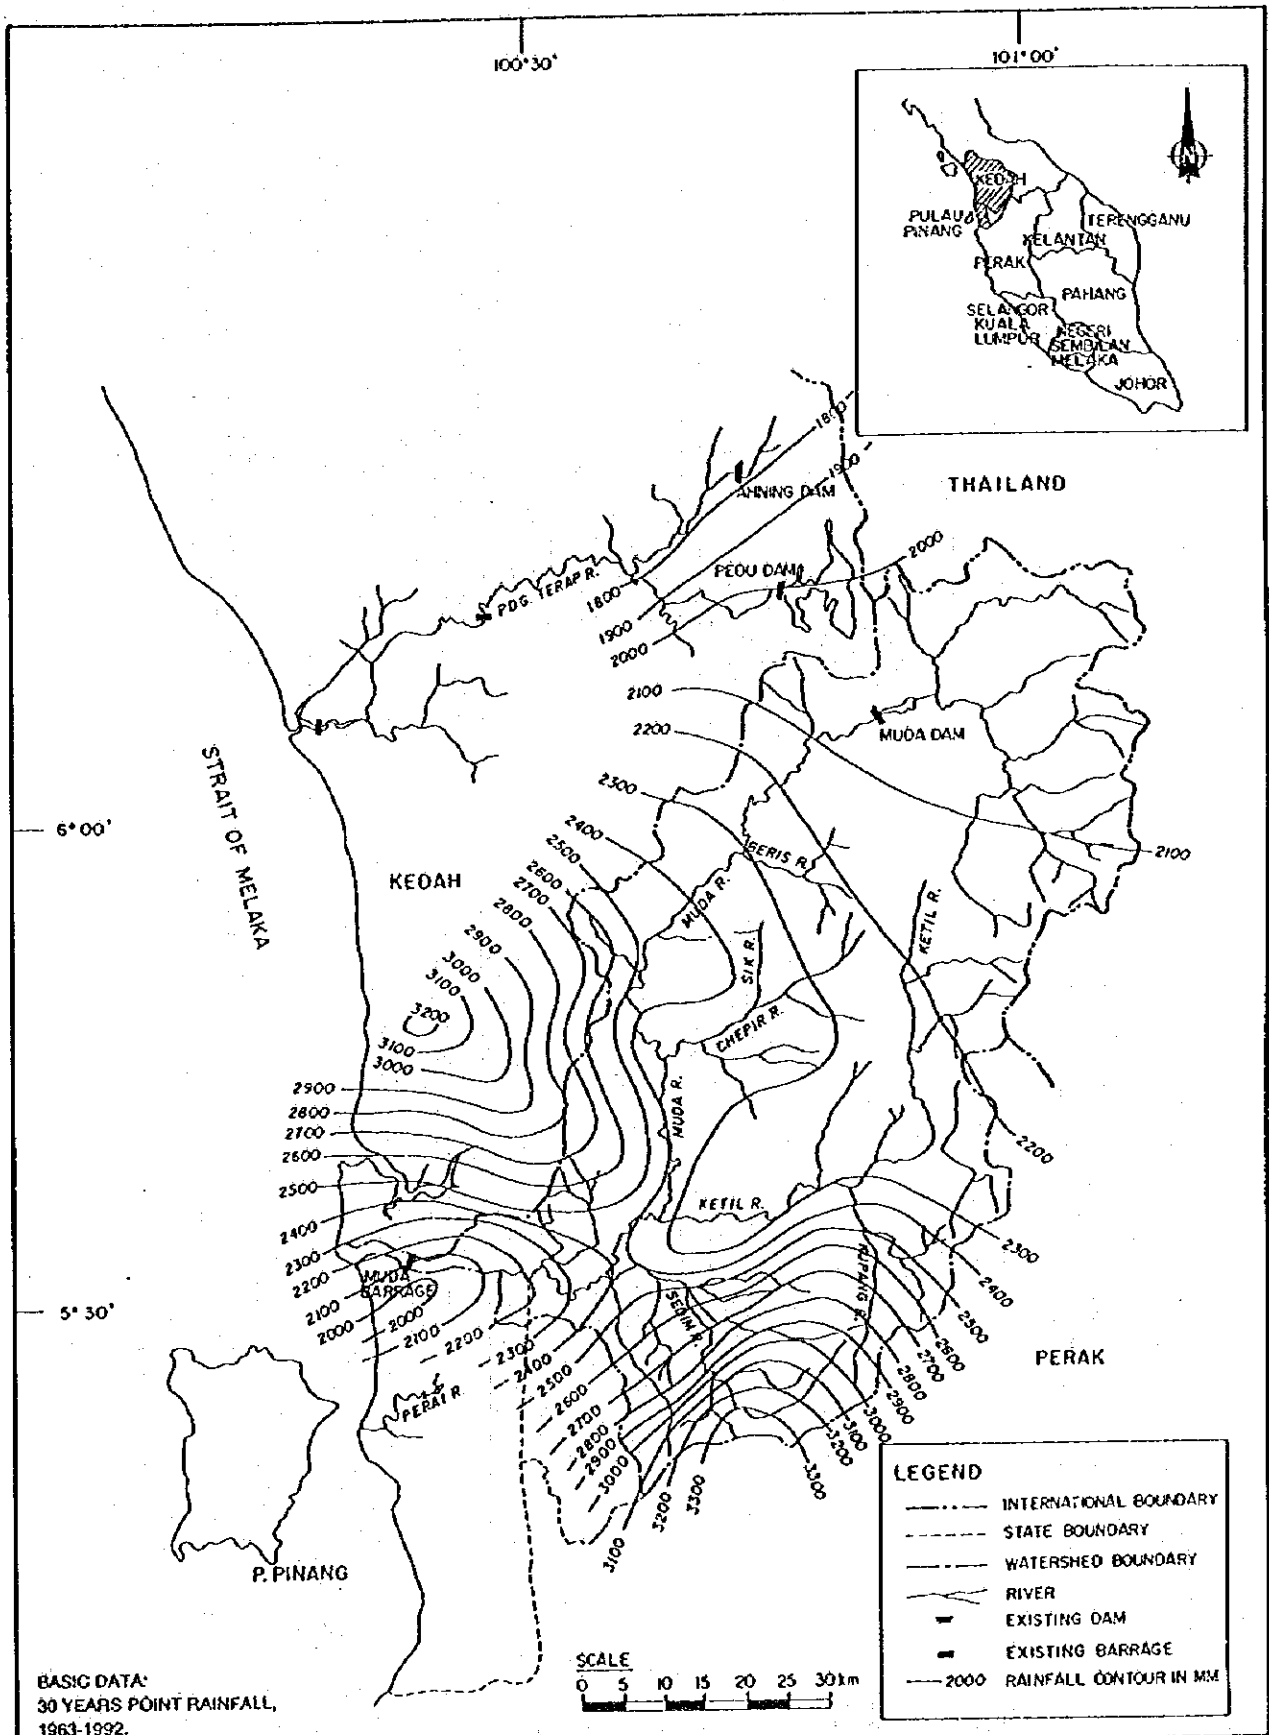 100°30'
101°00'
N
KEDAH
PULAU
PINANG
TERENGGANU
KELANTAN
PERAK
PAHANG
SELANGOR
KUALA
LUMPUR
NEGERI
SEMBILAN
MELAKA
JOHOR
1800
1900
THAILAND
AHNING DAM
2000
PEDU DAM
PDG. TERAP R.
1800
1900
2000
2100
2200
MUDA DAM
STRAIT OF MELAKA
2300
6°00'
2400
2500
GERIS R.
2100
KEDAH
2600
2700
MUDA R.
2800
2900
KETIL R.
3000
SIK R.
3100
3200
CHEPIR R.
3100
3000
2900
MUDA R.
2800
2700
2200
2600
2500
KETIL R.
2400
2300
2300
2200
MUDA
BARRAGE
RUPANG R.
2400
2100
2000
2000
SEDIM R.
5°30'
2500
2100
2200
2300
2600
2400
2700
PERAK
2500
2800
2600
2900
PERAI R.
2700
3000
2800
3100
2900
3200
3000
3300
3200
3300
3100
P. PINANG
LEGEND
INTERNATIONAL BOUNDARY
STATE BOUNDARY
WATERSHED BOUNDARY
RIVER
EXISTING DAM
EXISTING BARRAGE
2000 RAINFALL CONTOUR IN MM
SCALE
0 5 10 15 20 25 30 km
BASIC DATA:
30 YEARS POINT RAINFALL,
1963-1992.